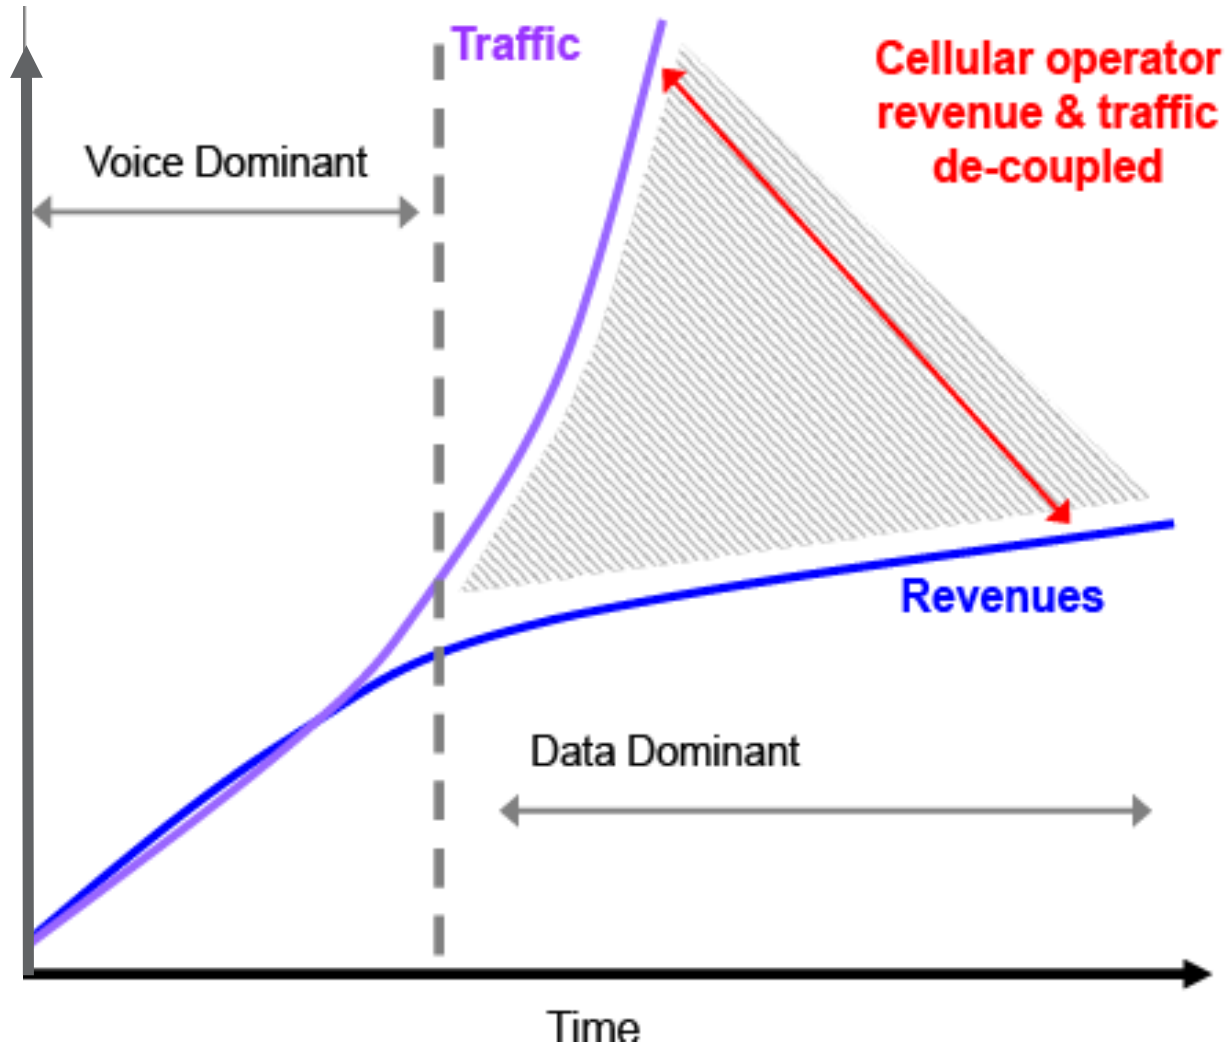 Traffic
Cellular operator
revenue & traffic
de-coupled
Voice Dominant
Revenues
Data Dominant
Time